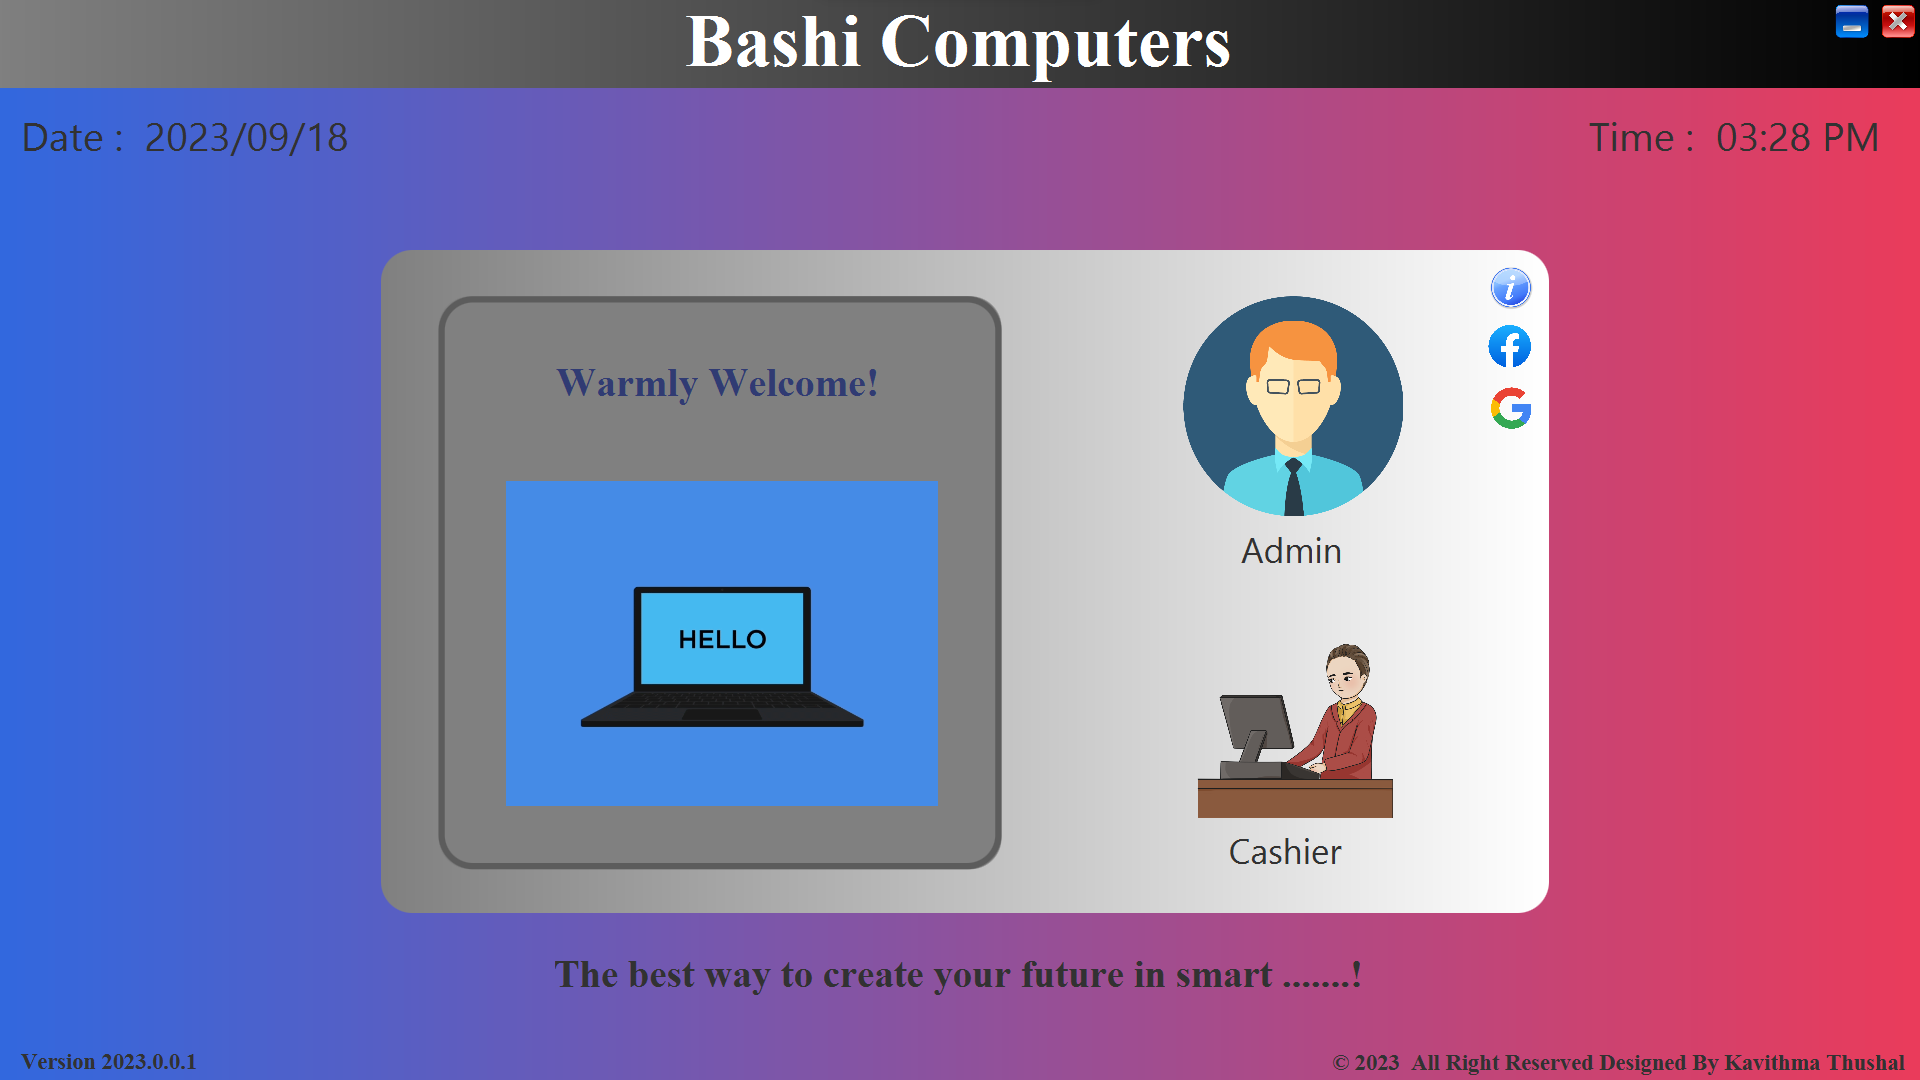 Bashi Computers
Date : 2023/09/18
Time : 03:28 PM
Warmly Welcome!
HELLO
Admin
Cashier
The best way to create your future in smart .......!
Version 2023.0.0.1
© 2023 All Right Reserved Designed By Kavithma Thushal